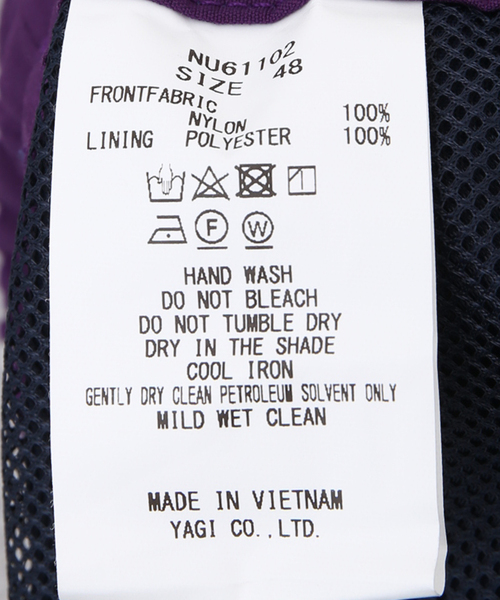 NU61102
SIZE 48
FRONTFABRIC
NYLON 100%
LINING POLYESTER 100%
F W
HAND WASH
DO NOT BLEACH
DO NOT TUMBLE DRY
DRY IN THE SHADE
COOL IRON
GENTLY DRY CLEAN PETROLEUM SOLVENT ONLY
MILD WET CLEAN
MADE IN VIETNAM
YAGI CO.,LTD.